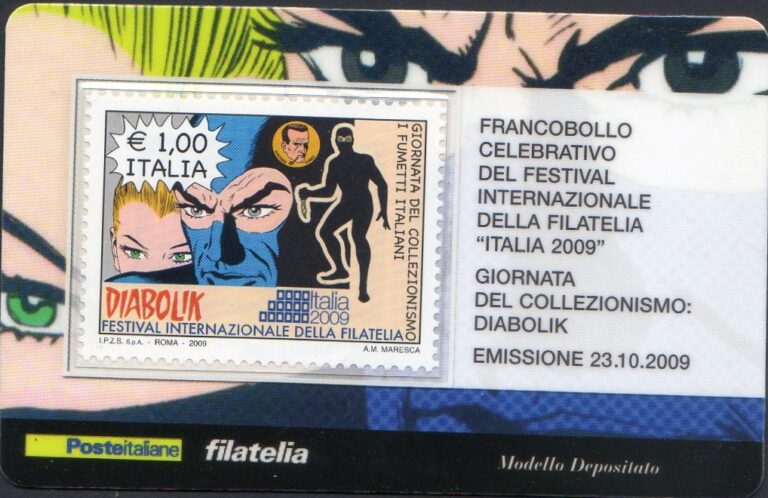 € 1,00
ITALIA
GIORNATA DEL COLLEZIONISMO
I FUMETTI ITALIANI
DIABOLIK
Italia
2009
FESTIVAL INTERNAZIONALE DELLA FILATELIA
I.P.Z.S. S.p.A. - ROMA - 2009
A.M. MARESCA
FRANCOBOLLO
CELEBRATIVO
DEL FESTIVAL
INTERNAZIONALE
DELLA FILATELIA
“ITALIA 2009”
GIORNATA
DEL COLLEZIONISMO:
DIABOLIK
EMISSIONE 23.10.2009
Posteitaliane
filatelia
Modello Depositato